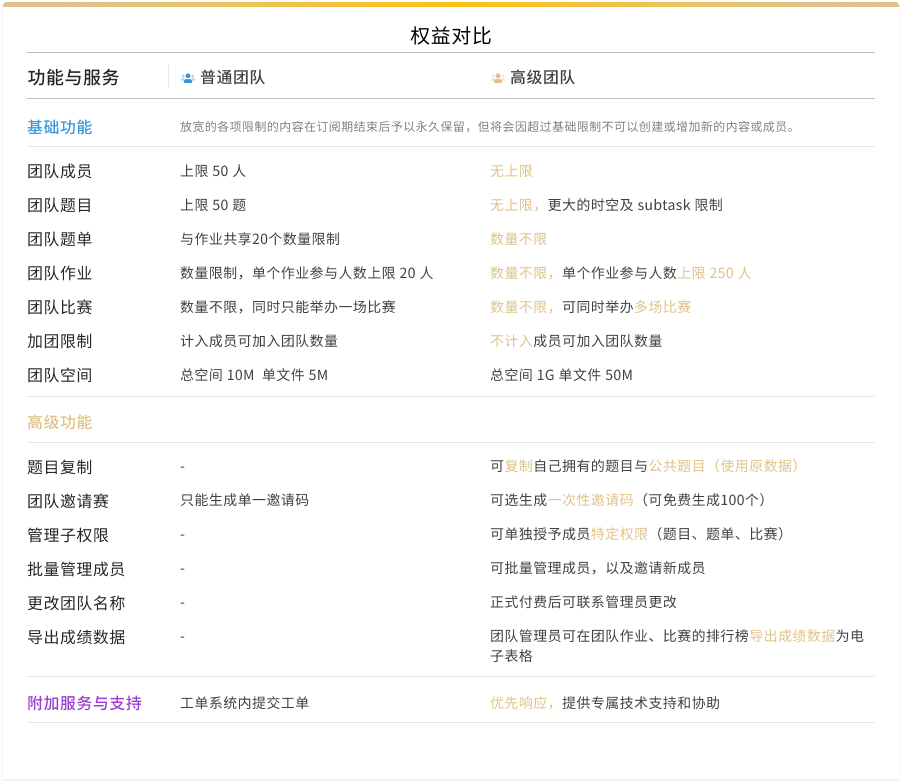 权益对比
功能与服务 普通团队 高级团队
基础功能 放宽的各项限制的内容在订阅期结束后予以永久保留，但将会因超过基础限制不可以创建或增加新的内容或成员。
团队成员 上限 50 人 无上限
团队题目 上限 50 题 无上限，更大的时空及 subtask 限制
团队题单 与作业共享20个数量限制 数量不限
团队作业 数量限制，单个作业参与人数上限 20 人 数量不限，单个作业参与人数上限 250 人
团队比赛 数量不限，同时只能举办一场比赛 数量不限，可同时举办多场比赛
加团限制 计入成员可加入团队数量 不计入成员可加入团队数量
团队空间 总空间 10M 单文件 5M 总空间 1G 单文件 50M
高级功能
题目复制 - 可复制自己拥有的题目与公共题目（使用原数据）
团队邀请赛 只能生成单一邀请码 可选生成一次性邀请码（可免费生成100个）
管理子权限 - 可单独授予成员特定权限（题目、题单、比赛）
批量管理成员 - 可批量管理成员，以及邀请新成员
更改团队名称 - 正式付费后可联系管理员更改
导出成绩数据 - 团队管理员可在团队作业、比赛的排行榜导出成绩数据为电
子表格
附加服务与支持 工单系统内提交工单 优先响应，提供专属技术支持和协助